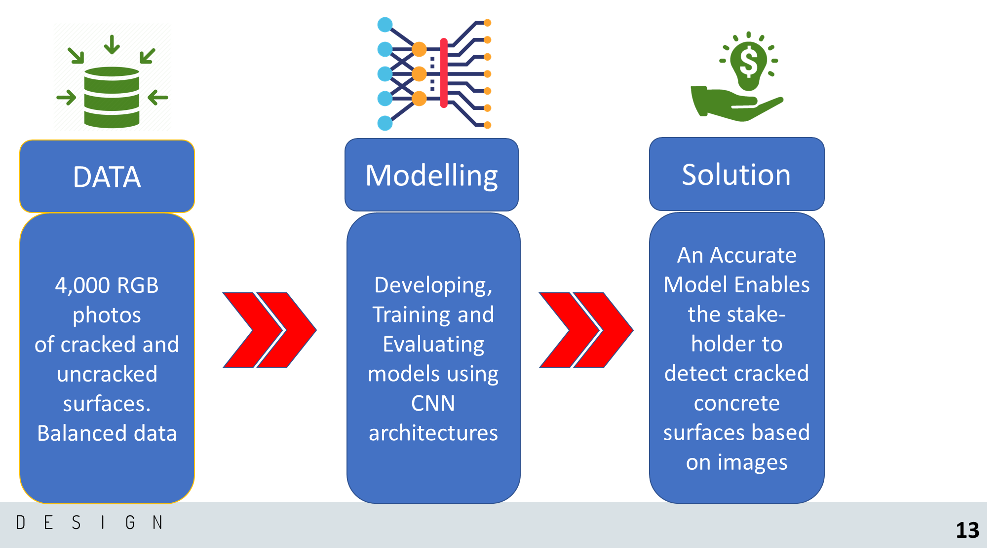 DATA
4,000 RGB
photos
of cracked and
uncracked
surfaces.
Balanced data
Modelling
Developing,
Training and
Evaluating
models using
CNN
architectures
$
Solution
An Accurate
Model Enables
the stake-
holder to
detect cracked
concrete
surfaces based
on images
DESIGN
13